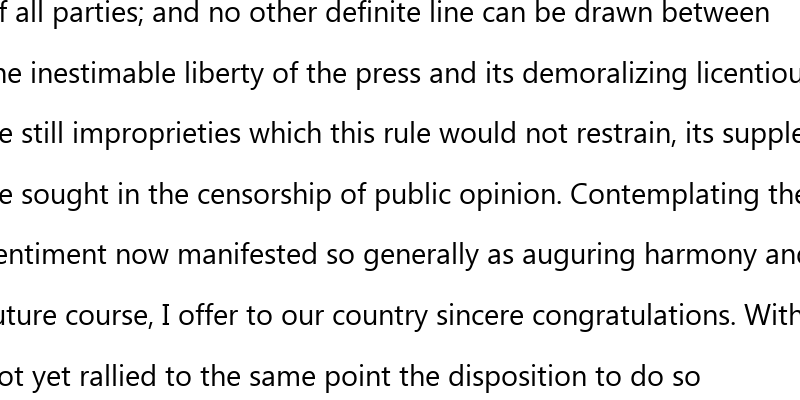 f all parties; and no other definite line can be drawn between
he inestimable liberty of the press and its demoralizing licentiou
e still improprieties which this rule would not restrain, its supple
e sought in the censorship of public opinion. Contemplating the
entiment now manifested so generally as auguring harmony and
uture course, I offer to our country sincere congratulations. With
ot yet rallied to the same point the disposition to do so